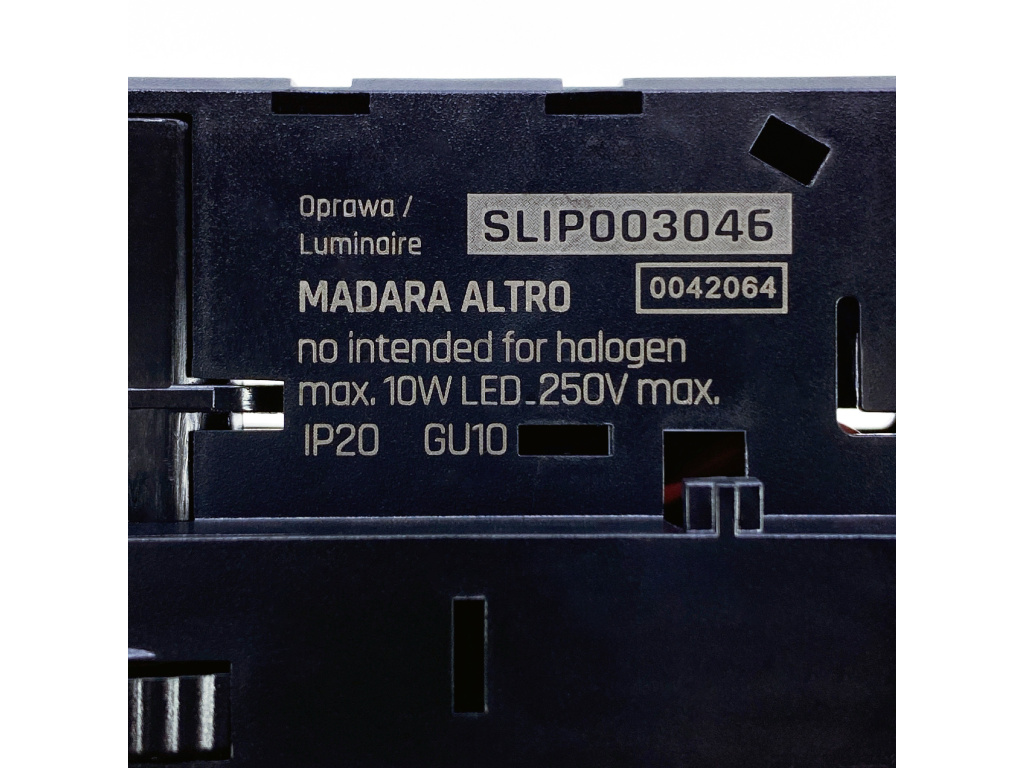 Oprawa /
Luminaire
SLIP003046
MADARA ALTRO
0042064
no intended for halogen
max. 10W LED_250V max.
IP20 GU10